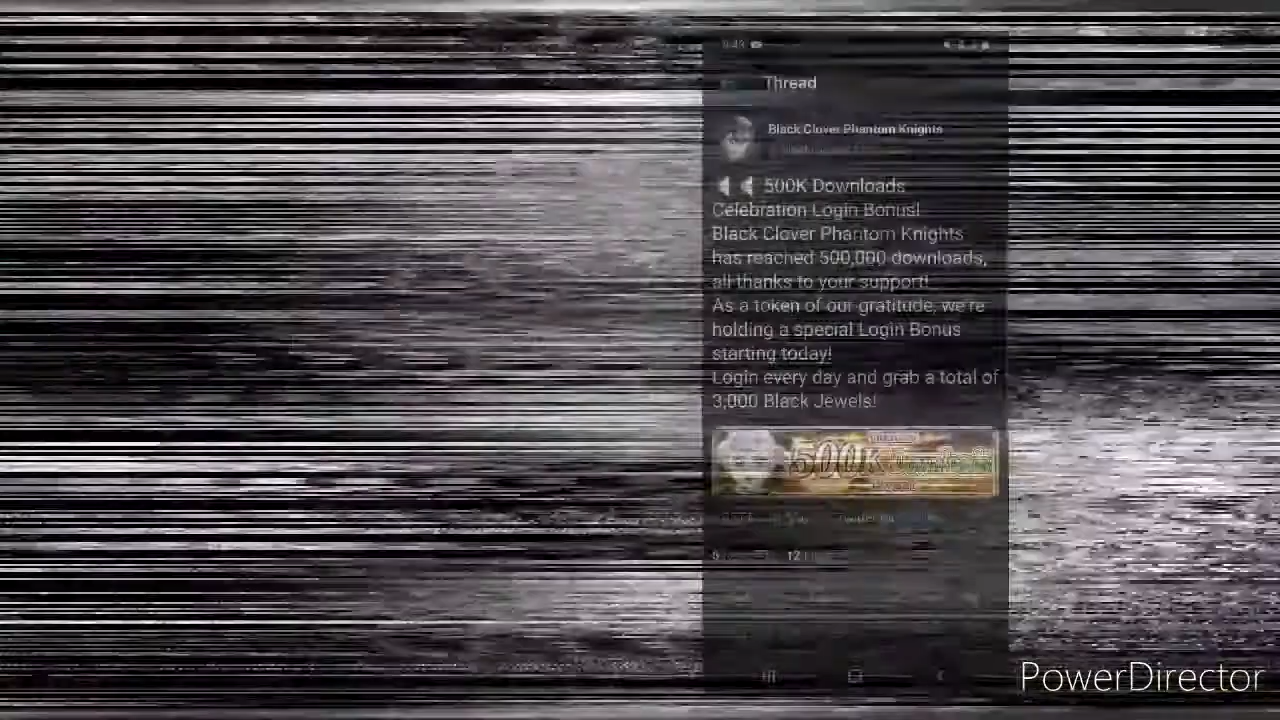 Thread
Black Clover Phantom Knights
500K Downloads
Celebration Login Bonus!
Black Clover Phantom Knights
has reached 500,000 downloads,
all thanks to your support!
As a token of our gratitude, we're
holding a special Login Bonus
starting today!
Login every day and grab a total of
3,000 Black Jewels!
500K
12
PowerDirector